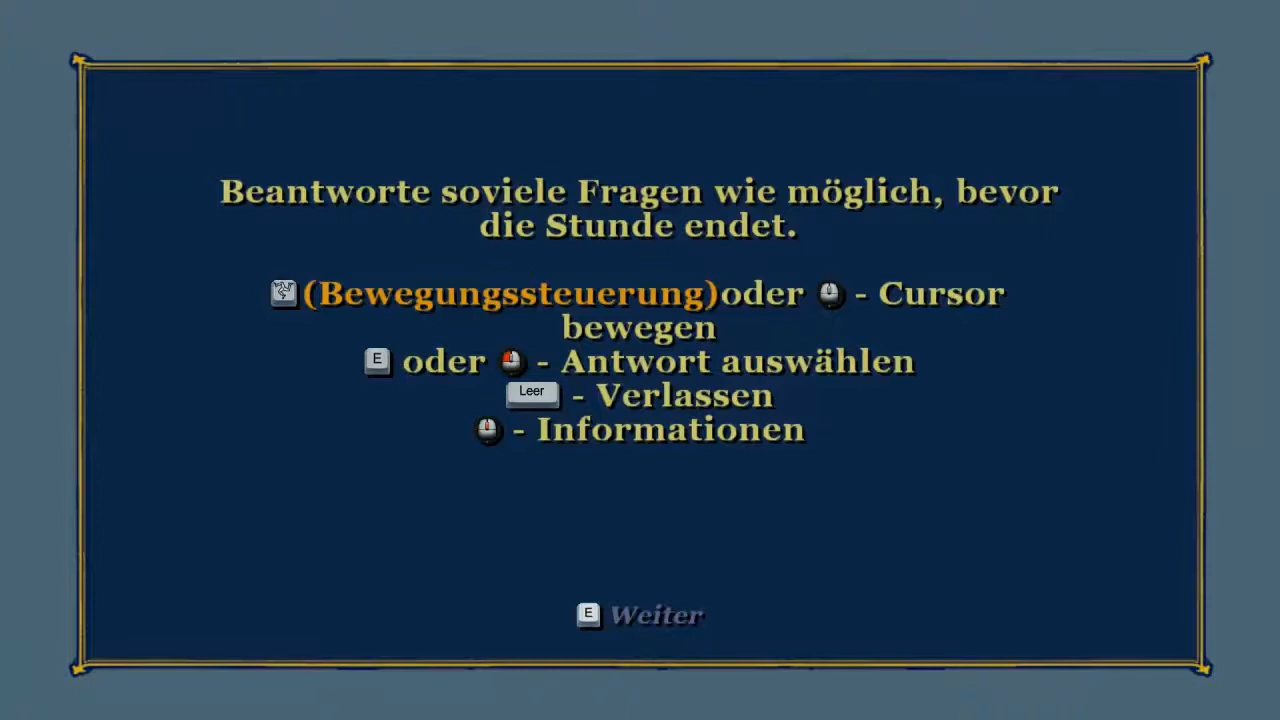 Beantworte soviele Fragen wie möglich, bevor
die Stunde endet.
(Bewegungssteuerung)oder - Cursor
bewegen
E oder - Antwort auswählen
Leer - Verlassen
- Informationen
E Weiter